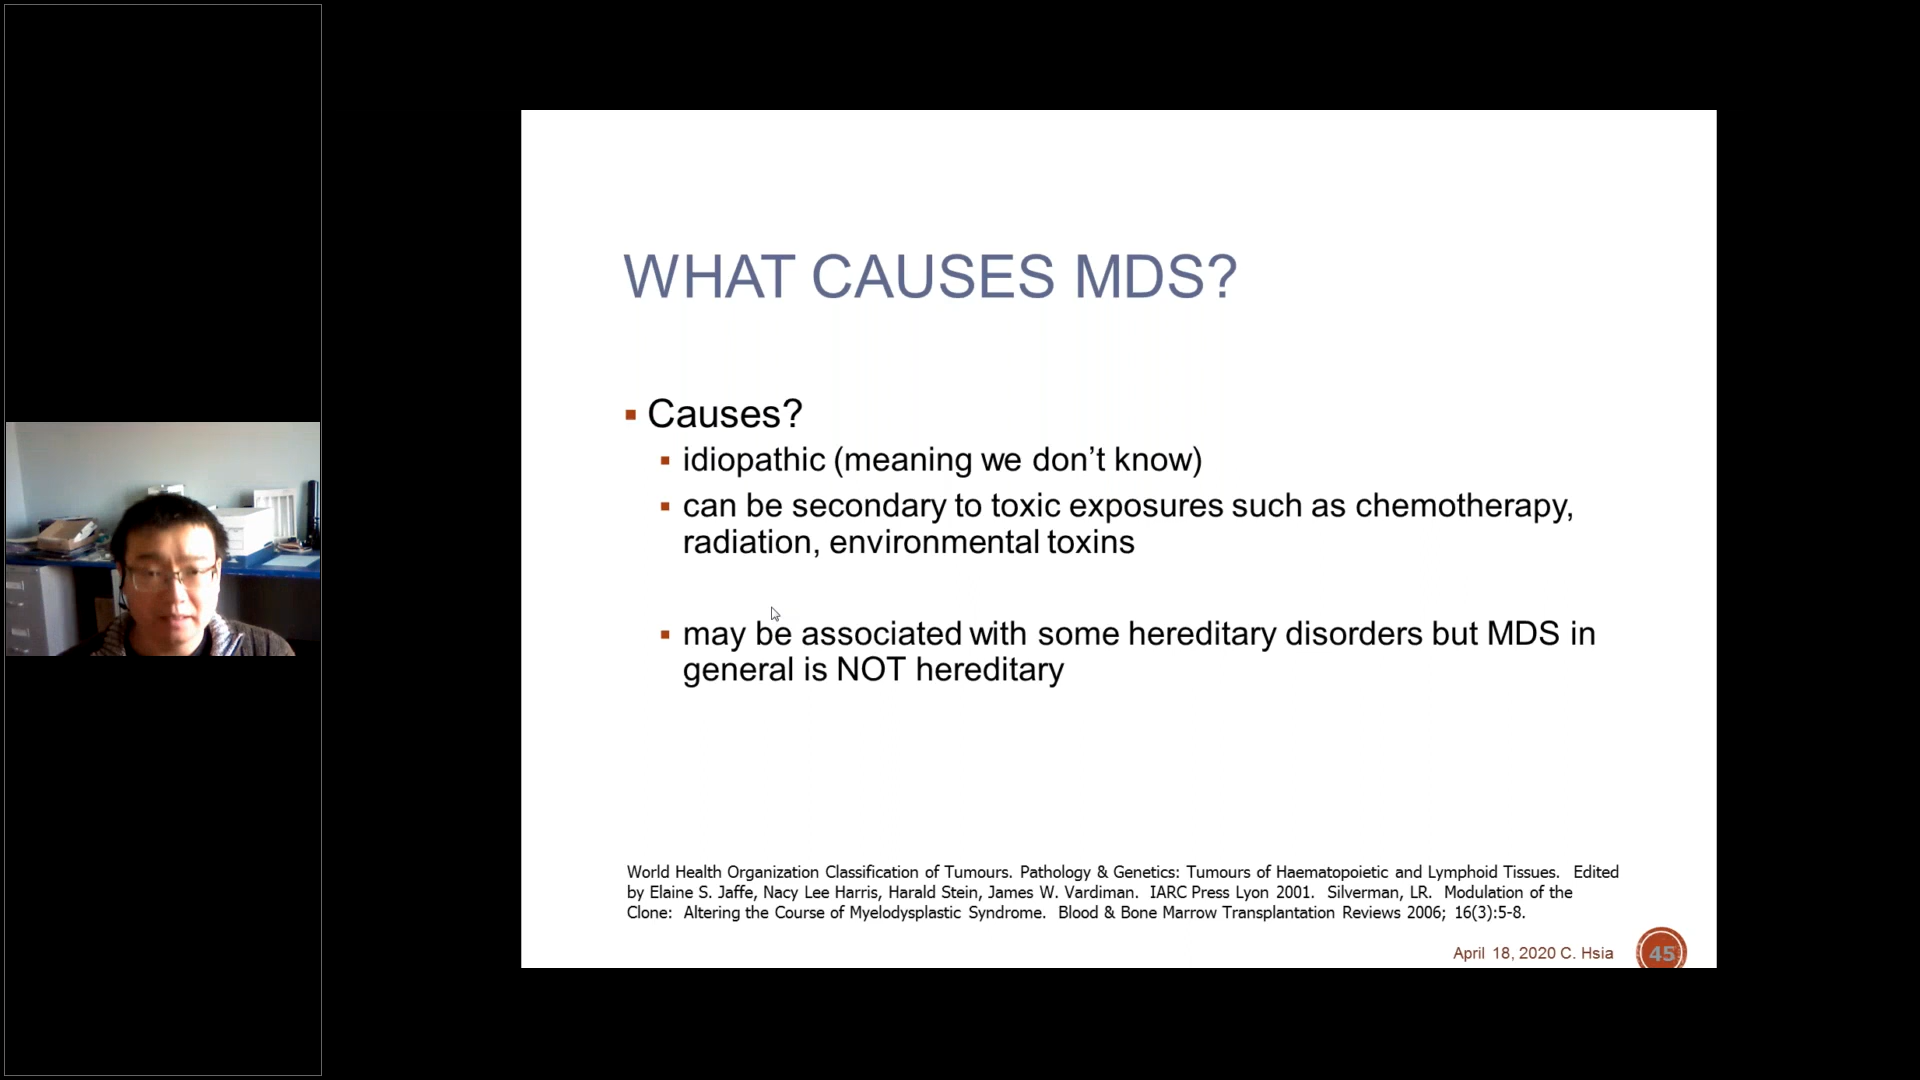 WHAT CAUSES MDS?
Causes?
idiopathic (meaning we don’t know)
can be secondary to toxic exposures such as chemotherapy,
radiation, environmental toxins
may be associated with some hereditary disorders but MDS in
general is NOT hereditary
World Health Organization Classification of Tumours. Pathology & Genetics: Tumours of Haematopoietic and Lymphoid Tissues. Edited
by Elaine S. Jaffe, Nacy Lee Harris, Harald Stein, James W. Vardiman. IARC Press Lyon 2001. Silverman, LR. Modulation of the
Clone: Altering the Course of Myelodysplastic Syndrome. Blood & Bone Marrow Transplantation Reviews 2006; 16(3):5-8.
April 18, 2020 C. Hsia
45